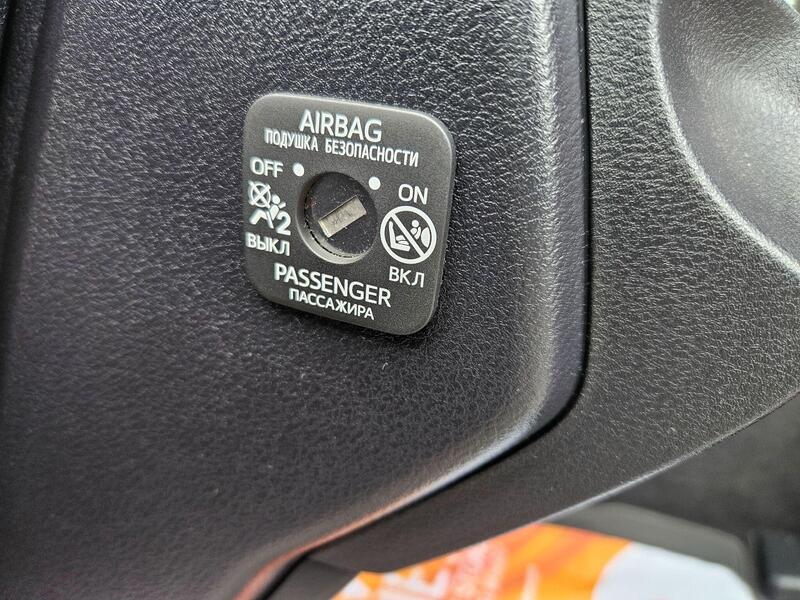 AIRBAG
ПОДУШКА БЕЗОПАСНОСТИ
OFF
ON
2
ВЫКЛ
ВКЛ
PASSENGER
ПАССАЖИРА